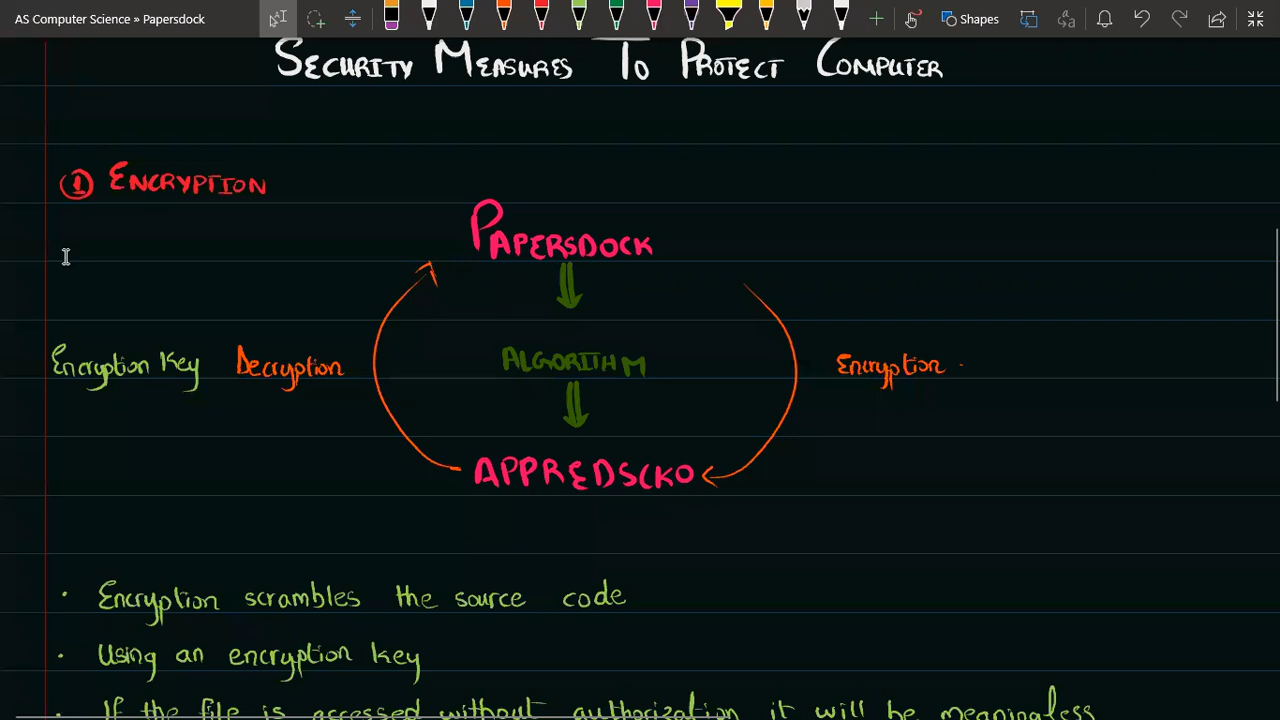 AS Computer Science » Papersdock
Shapes
SECURITY MEASURES TO PROTECT COMPUTER
① ENCRYPTION
PAPERSDOCK
Encryption Key Decryption ALGORITHM Encryption
APPREDSCKO
· Encryption scrambles the source code
· Using an encryption key
· If the file is accessed without authorization it will be meaningless